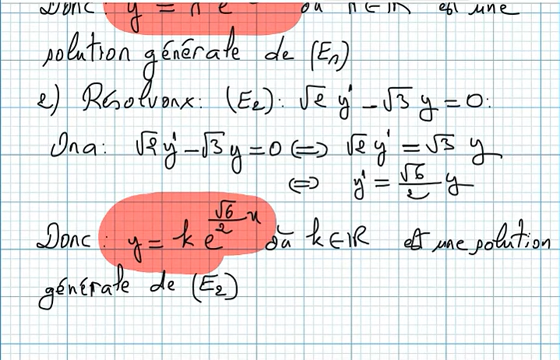 Donc : y = k e où k ∈ ℝ est une
solution générale de (E₁)
2) Résolvons : (E₂) : √2 y' - √3 y = 0.
Ona : √2 y' - √3 y = 0 ⟺ √2 y' = √3 y
⟺ y' = √6/2 y
Donc : y = k e^(√6/2 x) où k ∈ ℝ est une solution
générale de (E₂)